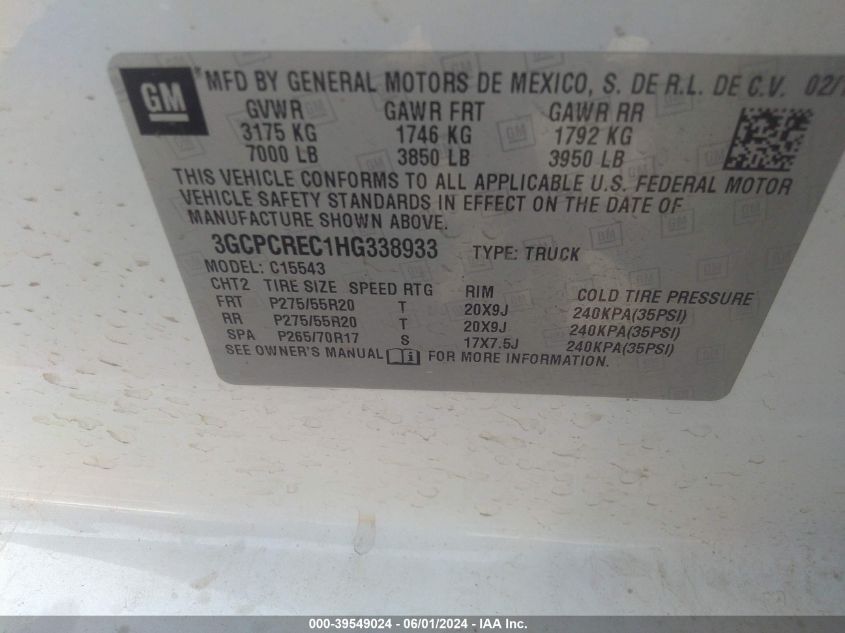 GM
MFD BY GENERAL MOTORS DE MEXICO, S. DE R.L. DE C.V. 02/1
GVWR GAWR FRT GAWR RR
3175 KG 1746 KG 1792 KG
7000 LB 3850 LB 3950 LB
THIS VEHICLE CONFORMS TO ALL APPLICABLE U.S. FEDERAL MOTOR
VEHICLE SAFETY STANDARDS IN EFFECT ON THE DATE OF
MANUFACTURE SHOWN ABOVE.
3GCPCREC1HG338933 TYPE: TRUCK
MODEL: C15543
CHT2 TIRE SIZE SPEED RTG RIM COLD TIRE PRESSURE
FRT P275/55R20 T 20X9J 240KPA(35PSI)
RR P275/55R20 T 20X9J 240KPA(35PSI)
SPA P265/70R17 S 17X7.5J 240KPA(35PSI)
SEE OWNER'S MANUAL i FOR MORE INFORMATION.
000-39549024 - 06/01/2024 - IAA Inc.